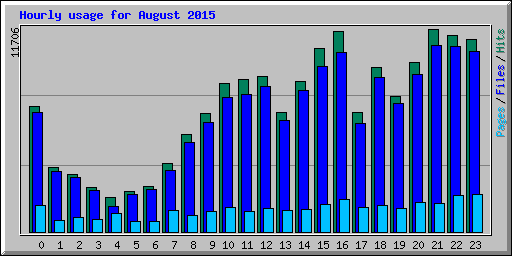 Hourly usage for August 2015
11706
Pages / Files / Hits
0 1 2 3 4 5 6 7 8 9 10 11 12 13 14 15 16 17 18 19 20 21 22 23